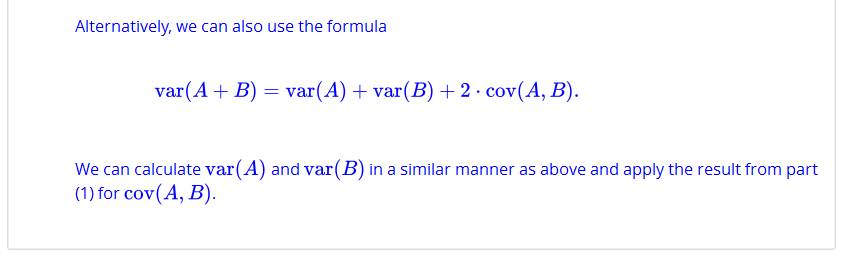 Alternatively, we can also use the formula
var(A + B) = var(A) + var(B) + 2 · cov(A, B).
We can calculate var(A) and var(B) in a similar manner as above and apply the result from part
(1) for cov(A, B).